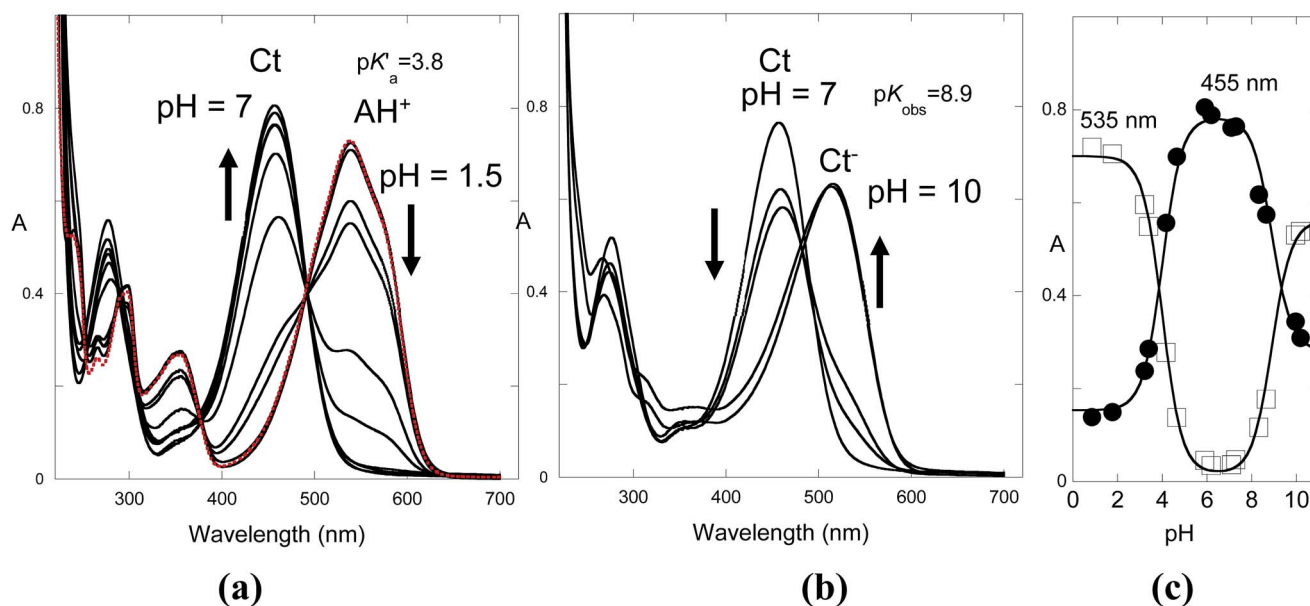 Ct
pK'a=3.8
pH = 7
AH+
pH = 1.5
0.8
A
0.4
0
300
400
500
600
700
Wavelength (nm)
(a)
Ct
pH = 7
pKobs=8.9
Ct-
pH = 10
0.8
A
0.4
0
300
400
500
600
700
Wavelength (nm)
(b)
455 nm
0.8
535 nm
A
0.4
0
0
2
4
6
8
10
pH
(c)